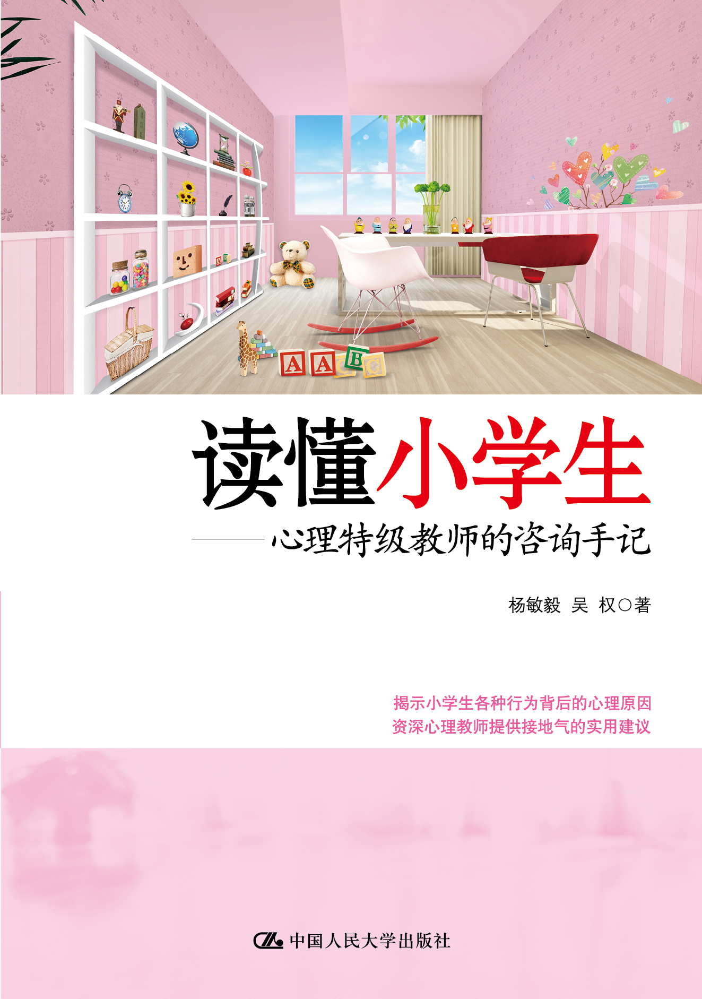 A A B C
读懂小学生
——心理特级教师的咨询手记
杨敏毅 吴 权○著
揭示小学生各种行为背后的心理原因
资深心理教师提供接地气的实用建议
中国人民大学出版社